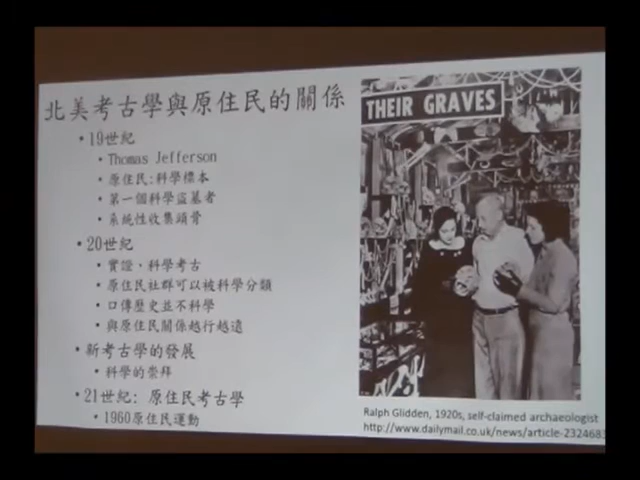 北美考古學與原住民的關係
• 19世紀
• Thomas Jefferson
• 原住民:科學標本
• 第一個科學盜墓者
• 系統性收集頭骨
• 20世紀
• 實證、科學考古
• 原住民社群可以被科學分類
• 口傳歷史並不科學
• 與原住民關係越行越遠
• 新考古學的發展
• 科學的崇拜
• 21世紀: 原住民考古學
• 1960原住民運動
THEIR GRAVES
Ralph Glidden, 1920s, self-claimed archaeologist
http://www.dailymail.co.uk/news/article-2324683